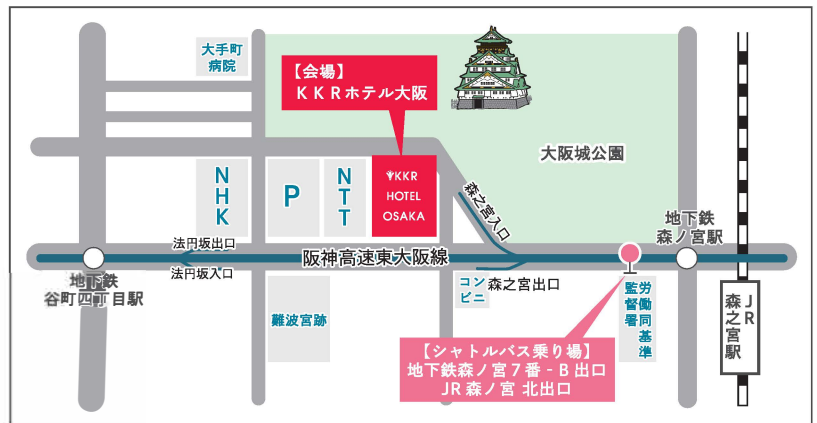 大手町
病院
【会場】
ＫＫＲホテル大阪
大阪城公園
NHK
P
NTT
KKR
HOTEL
OSAKA
森之宮入口
地下鉄
森ノ宮駅
法円坂出口
阪神高速東大阪線
法円坂入口
地下鉄
谷町四丁目駅
コン
ビニ
森之宮出口
難波宮跡
労働同基準
監督署
JR
森之宮駅
【シャトルバス乗り場】
地下鉄森ノ宮７番‐Ｂ出口
JR森ノ宮 北出口